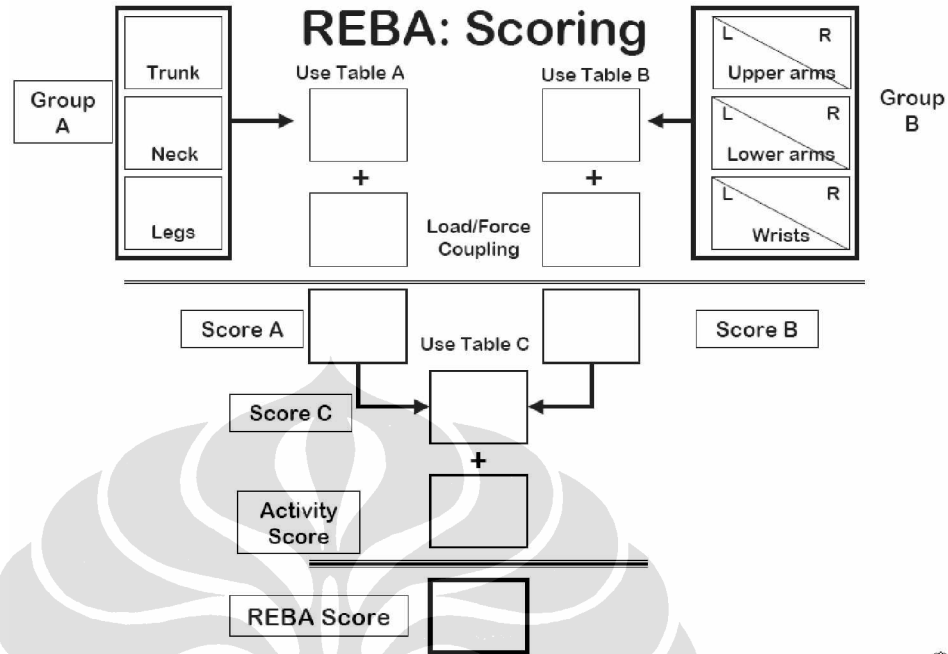 REBA: Scoring
Group
A
Trunk
Neck
Legs
Use Table A
+
Use Table B
+
Load/Force
Coupling
L R
Upper arms
L R
Lower arms
L R
Wrists
Group
B
Score A
Use Table C
Score B
Score C
+
Activity
Score
REBA Score